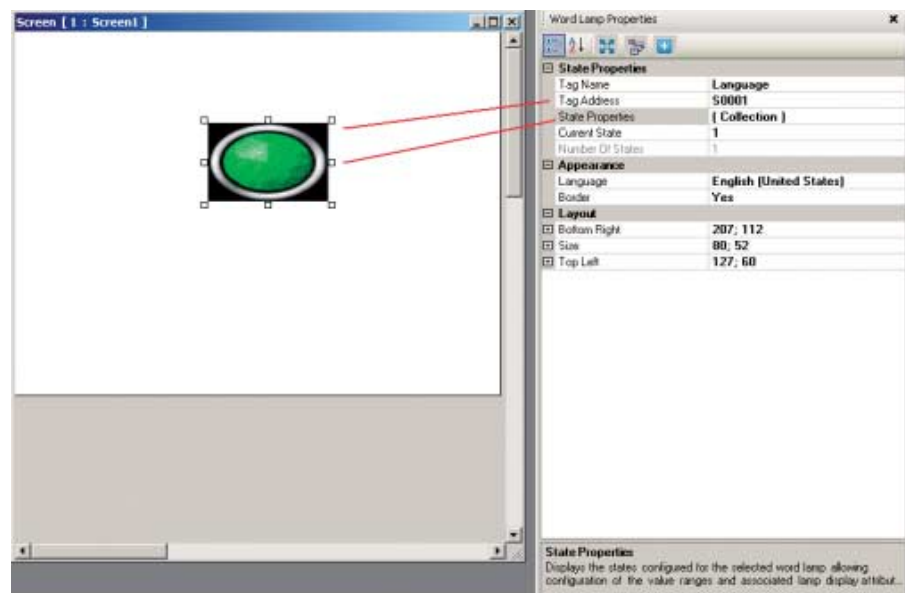 Screen [ 1 : Screen1 ]
Word Lamp Properties
State Properties
Tag Name Language
Tag Address S0001
State Properties ( Collection )
Current State 1
Number Of States 1
Appearance
Language English (United States)
Border Yes
Layout
Bottom Right 207; 112
Size 80; 52
Top Left 127; 60
State Properties
Displays the states configured for the selected word lamp allowing
configuration of the value ranges and associated lamp display attribut...